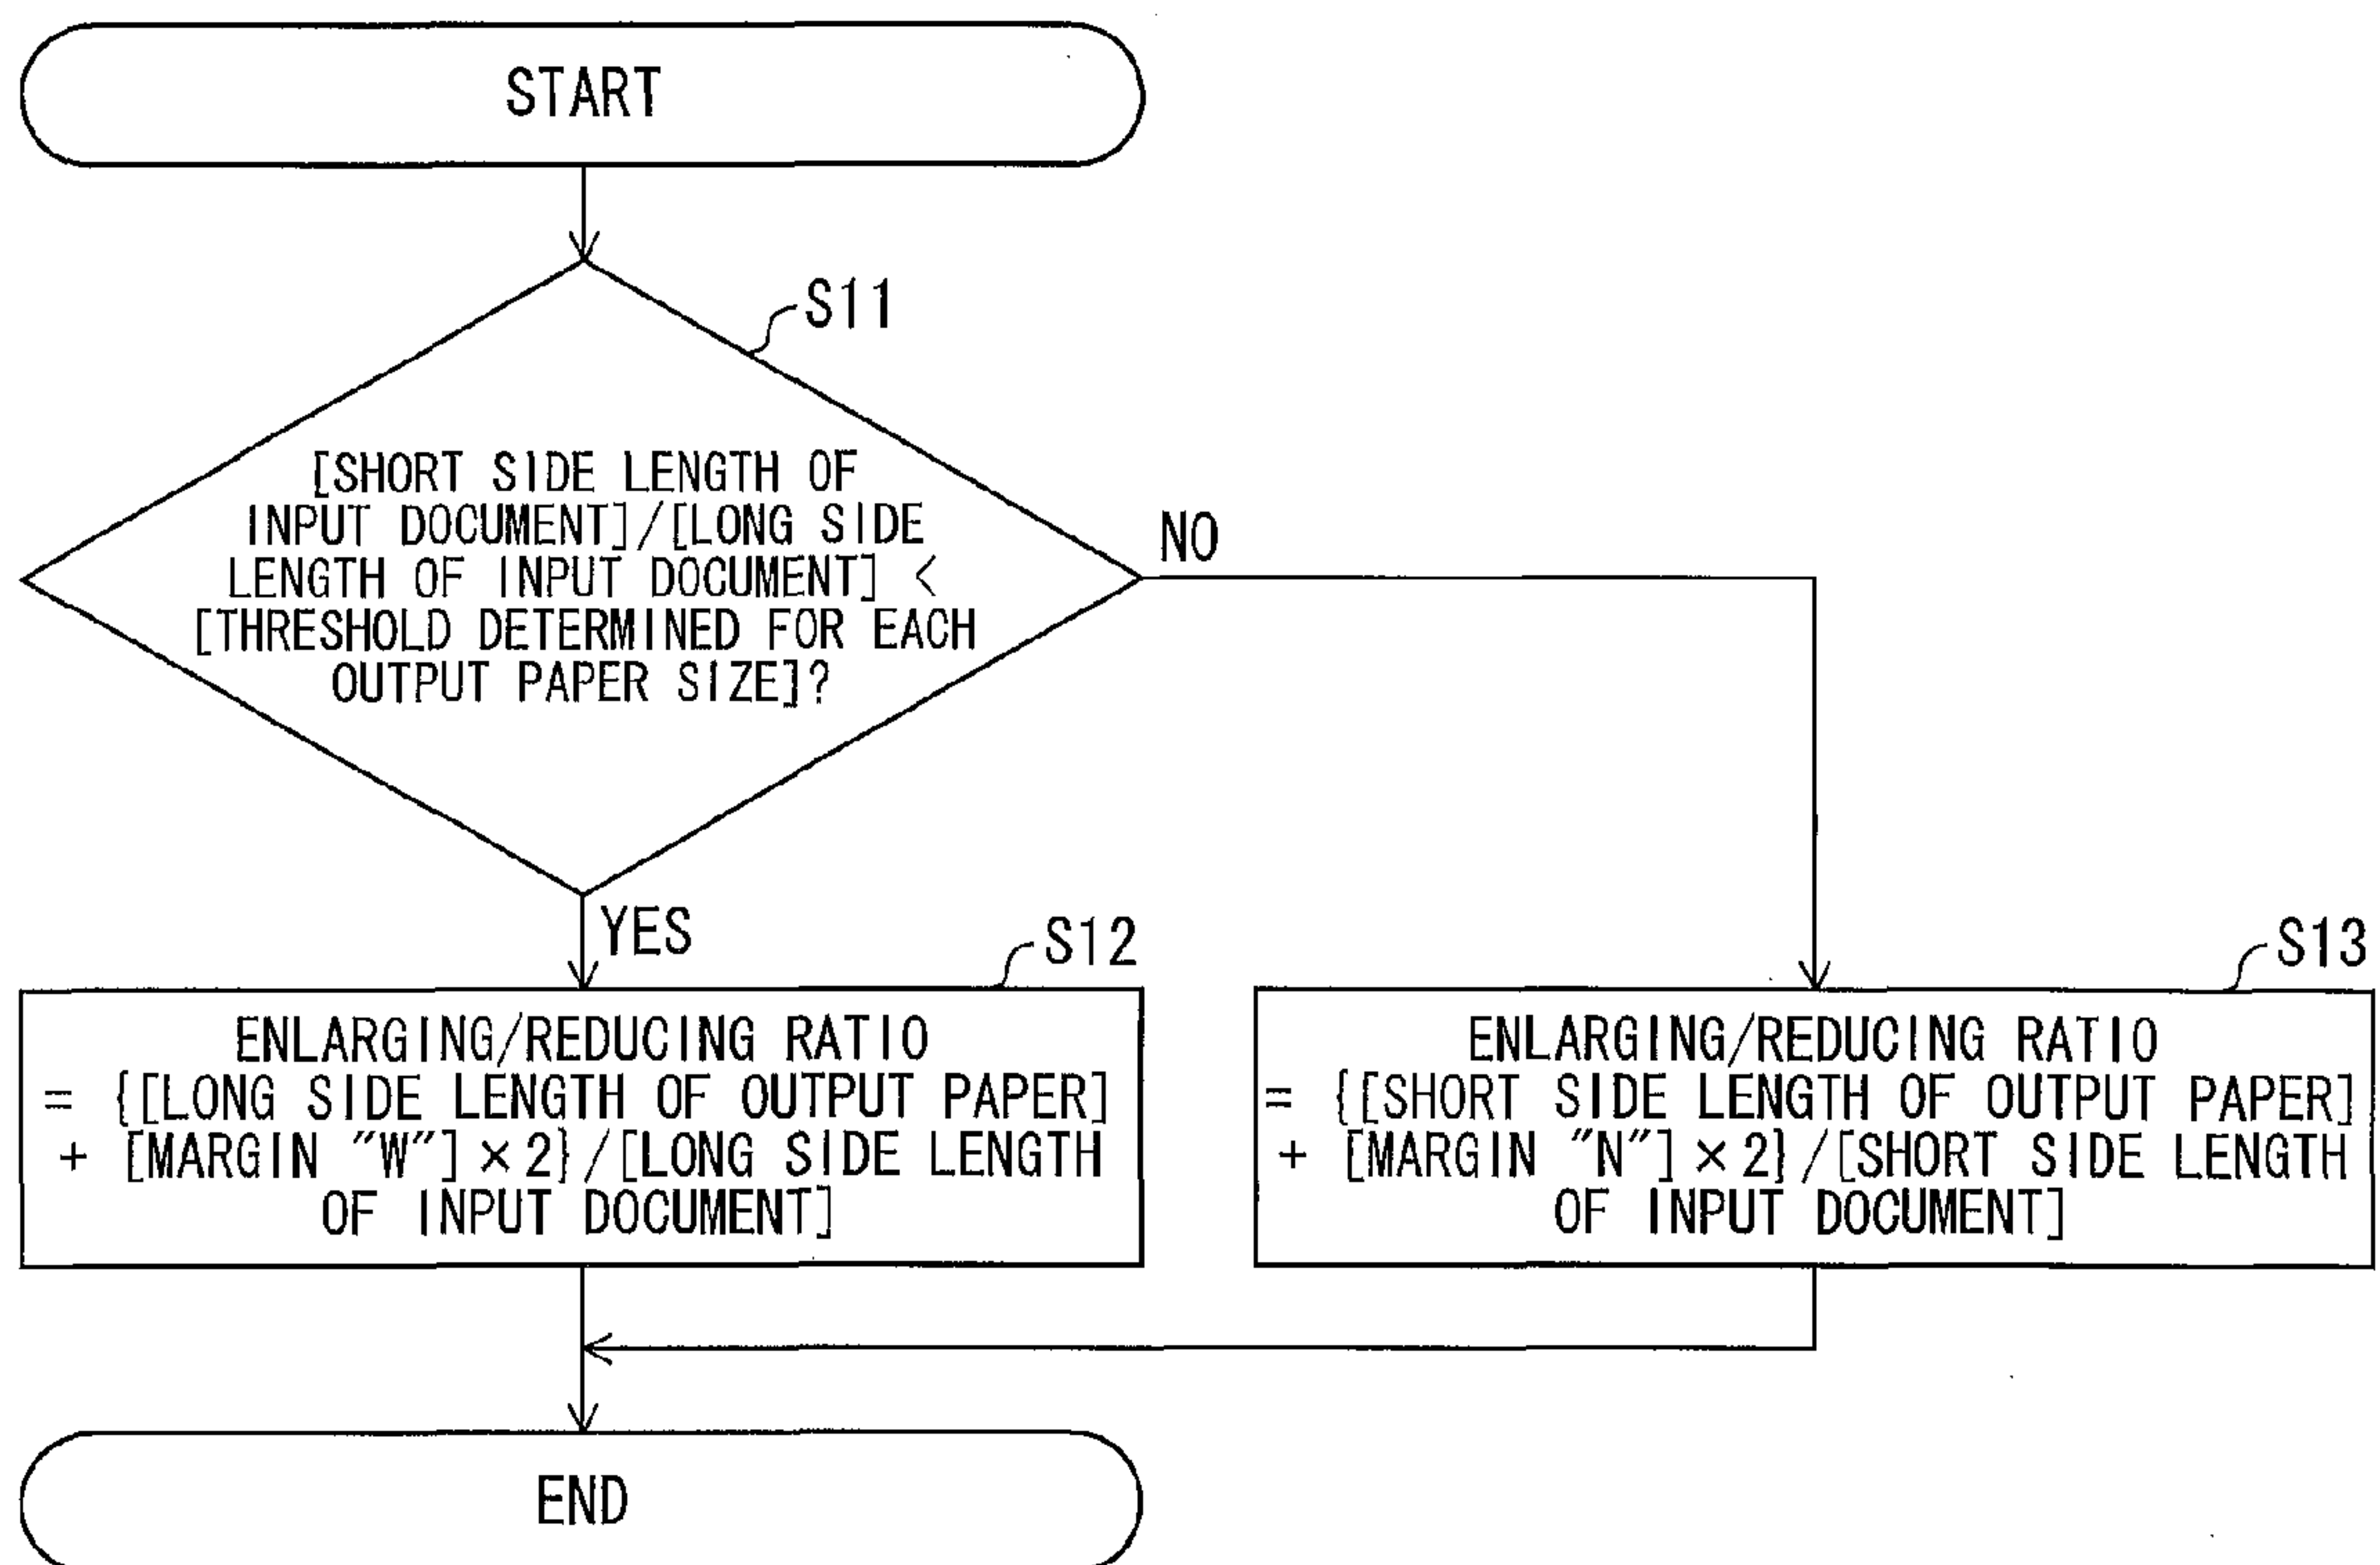 START
S11
[SHORT SIDE LENGTH OF
INPUT DOCUMENT]/[LONG SIDE
LENGTH OF INPUT DOCUMENT] <
[THRESHOLD DETERMINED FOR EACH
OUTPUT PAPER SIZE]?
NO
YES
S12
ENLARGING/REDUCING RATIO
= {[LONG SIDE LENGTH OF OUTPUT PAPER]
+ [MARGIN "W"] × 2}/[LONG SIDE LENGTH
OF INPUT DOCUMENT]
S13
ENLARGING/REDUCING RATIO
= {[SHORT SIDE LENGTH OF OUTPUT PAPER]
+ [MARGIN "N"] × 2}/[SHORT SIDE LENGTH
OF INPUT DOCUMENT]
END